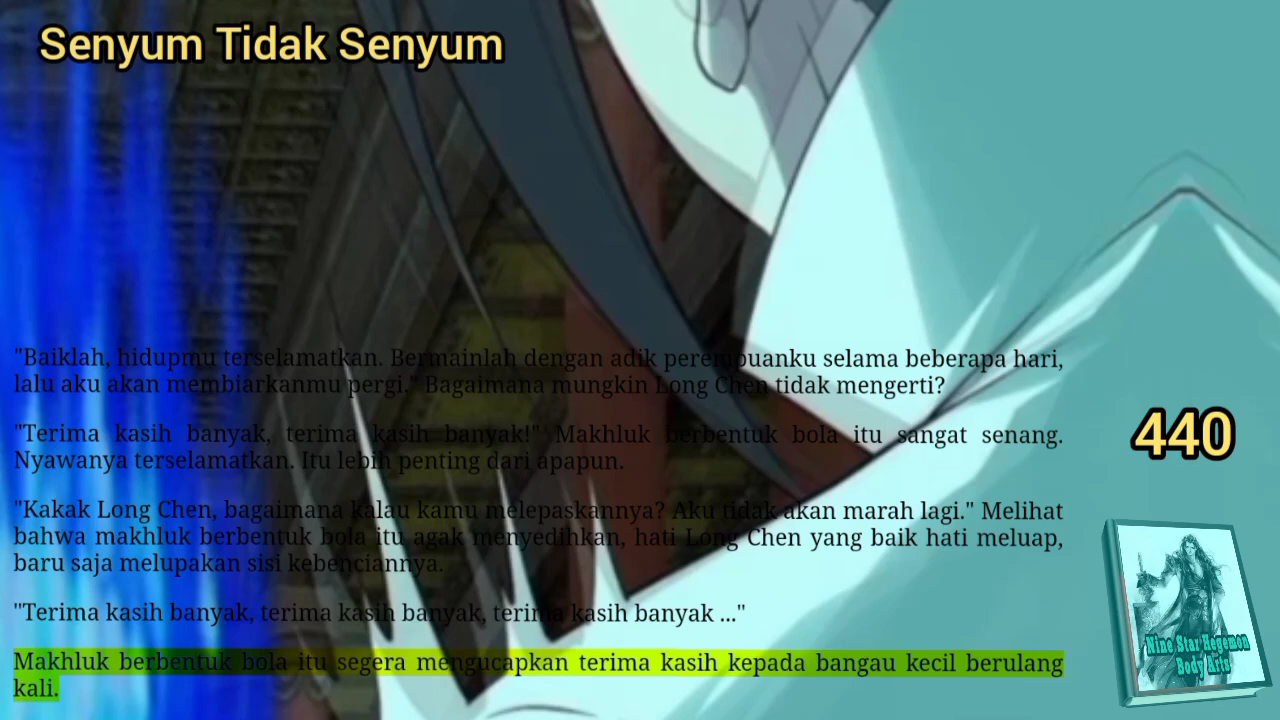 Senyum Tidak Senyum
"Baiklah, hidupmu terselamatkan. Bermainlah dengan adik perempuanku selama beberapa hari,
lalu aku akan membiarkanmu pergi." Bagaimana mungkin Long Chen tidak mengerti?
"Terima kasih banyak, terima kasih banyak!" Makhluk berbentuk bola itu sangat senang.
Nyawanya terselamatkan. Itu lebih penting dari apapun.
440
"Kakak Long Chen, bagaimana kalau kamu melepaskannya? Aku tidak akan marah lagi." Melihat
bahwa makhluk berbentuk bola itu agak menyedihkan, hati Long Chen yang baik hati meluap,
baru saja melupakan sisi kebenciannya.
"Terima kasih banyak, terima kasih banyak, terima kasih banyak ..."
Makhluk berbentuk bola itu segera mengucapkan terima kasih kepada bangau kecil berulang
kali.
Nine Star Hegemon
Body Arts